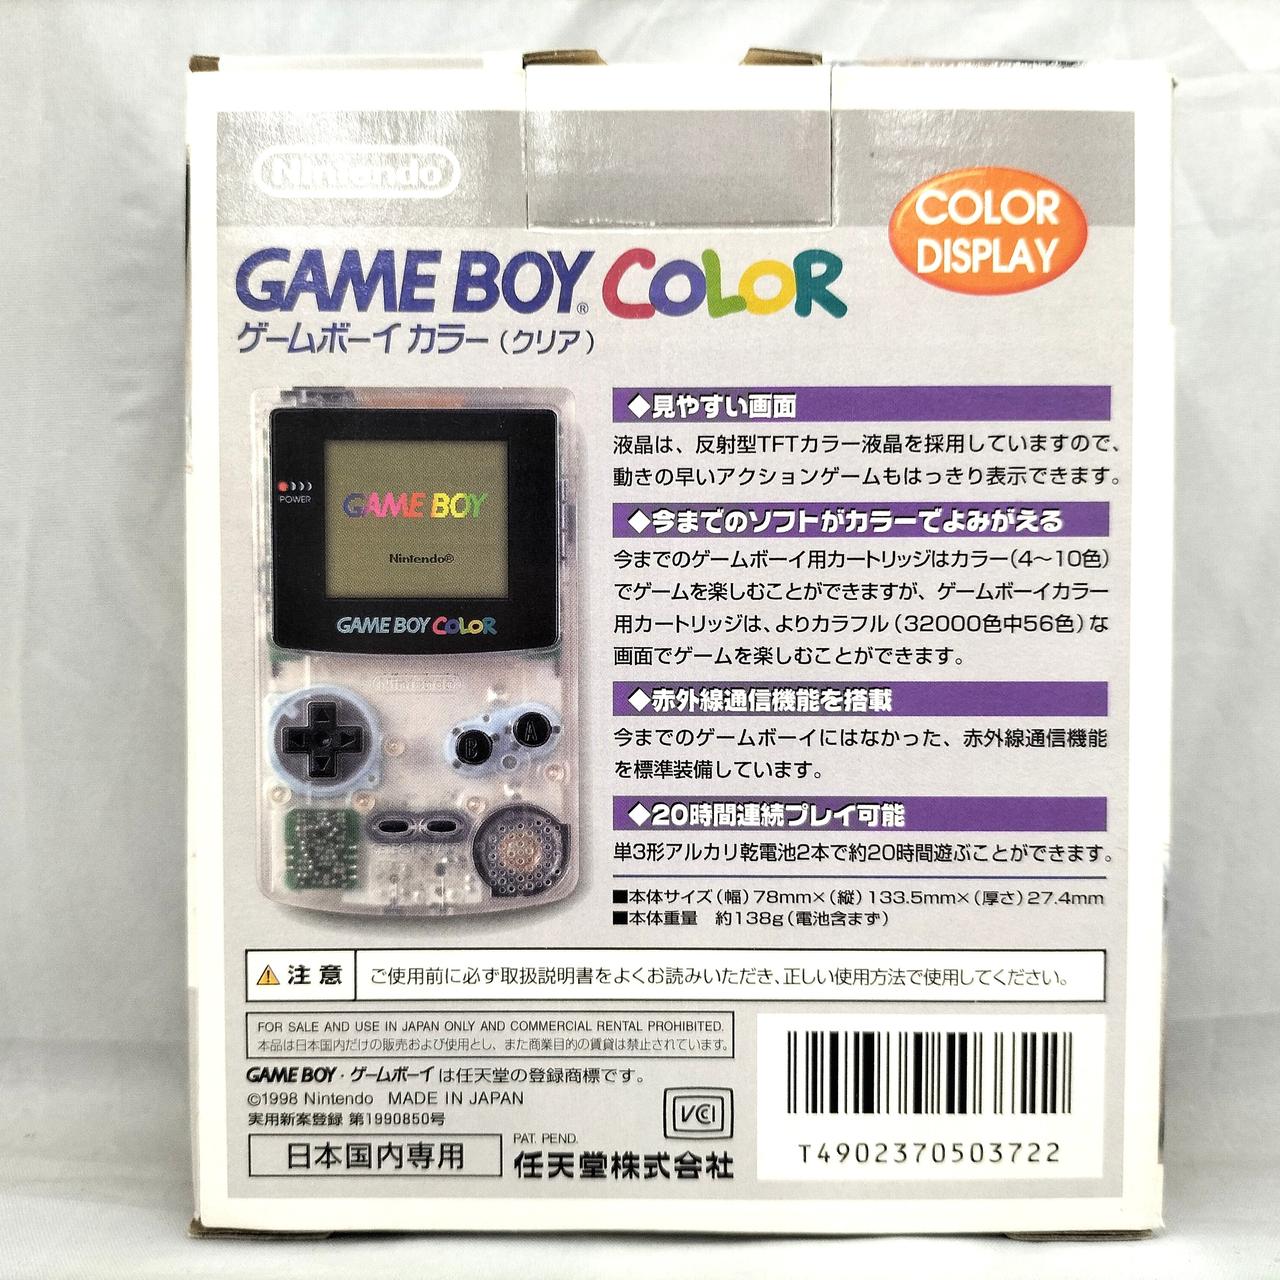 Nintendo
COLOR
DISPLAY
GAME BOY® COLOR
ゲームボーイ カラー（クリア）
POWER
GAME BOY
Nintendo®
GAME BOY COLOR
Nintendo
B A
◆見やすい画面
液晶は、反射型TFTカラー液晶を採用していますので、
動きの早いアクションゲームもはっきり表示できます。
◆今までのソフトがカラーでよみがえる
今までのゲームボーイ用カートリッジはカラー（4〜10色）
でゲームを楽しむことができますが、ゲームボーイカラー
用カートリッジは、よりカラフル（32000色中56色）な
画面でゲームを楽しむことができます。
◆赤外線通信機能を搭載
今までのゲームボーイにはなかった、赤外線通信機能
を標準装備しています。
◆20時間連続プレイ可能
単3形アルカリ乾電池2本で約20時間遊ぶことができます。
■本体サイズ（幅）78mm×（縦）133.5mm×（厚さ）27.4mm
■本体重量　約138g（電池含まず）
注意 ご使用前に必ず取扱説明書をよくお読みいただき、正しい使用方法で使用してください。
FOR SALE AND USE IN JAPAN ONLY AND COMMERCIAL RENTAL PROHIBITED.
本品は日本国内だけの販売および使用とし、また商業目的の賃貸は禁止されています。
GAME BOY・ゲームボーイは任天堂の登録商標です。
©1998 Nintendo MADE IN JAPAN
実用新案登録 第1990850号
VCI
日本国内専用
PAT. PEND.
任天堂株式会社
T4902370503722